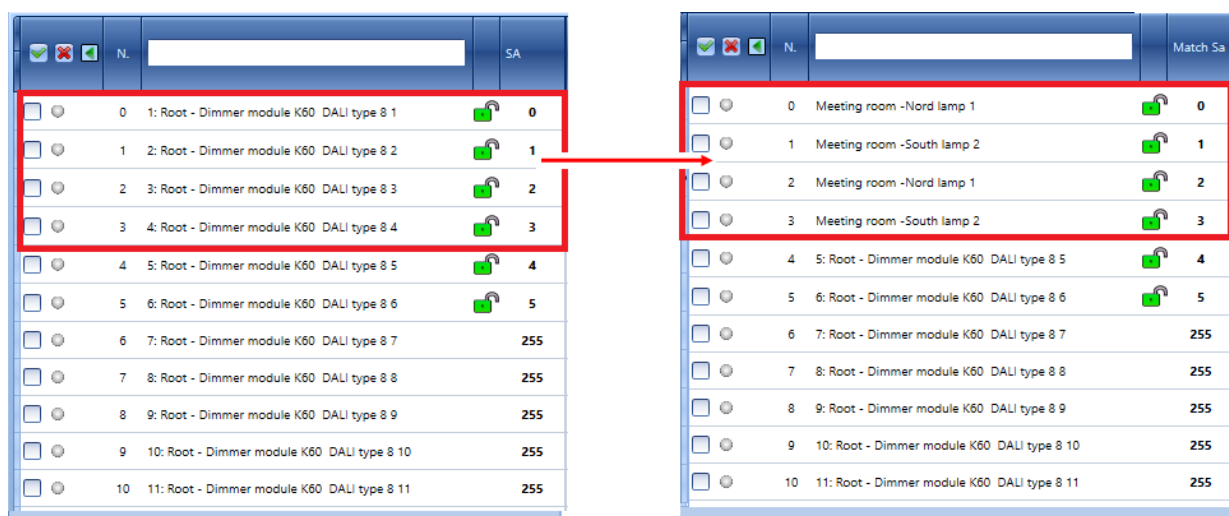 N. SA
0 1: Root - Dimmer module K60 DALI type 8 1 0
1 2: Root - Dimmer module K60 DALI type 8 2 1
2 3: Root - Dimmer module K60 DALI type 8 3 2
3 4: Root - Dimmer module K60 DALI type 8 4 3
4 5: Root - Dimmer module K60 DALI type 8 5 4
5 6: Root - Dimmer module K60 DALI type 8 6 5
6 7: Root - Dimmer module K60 DALI type 8 7 255
7 8: Root - Dimmer module K60 DALI type 8 8 255
8 9: Root - Dimmer module K60 DALI type 8 9 255
9 10: Root - Dimmer module K60 DALI type 8 10 255
10 11: Root - Dimmer module K60 DALI type 8 11 255
N. Match Sa
0 Meeting room -Nord lamp 1 0
1 Meeting room -South lamp 2 1
2 Meeting room -Nord lamp 1 2
3 Meeting room -South lamp 2 3
4 5: Root - Dimmer module K60 DALI type 8 5 4
5 6: Root - Dimmer module K60 DALI type 8 6 5
6 7: Root - Dimmer module K60 DALI type 8 7 255
7 8: Root - Dimmer module K60 DALI type 8 8 255
8 9: Root - Dimmer module K60 DALI type 8 9 255
9 10: Root - Dimmer module K60 DALI type 8 10 255
10 11: Root - Dimmer module K60 DALI type 8 11 255